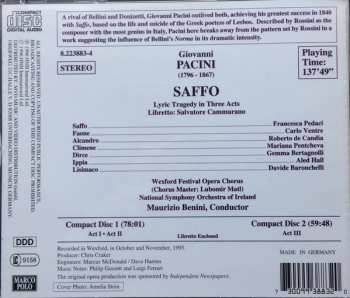 COMPACT
disc
DIGITAL AUDIO
A rival of Bellini and Donizetti, Giovanni Pacini outlived both, achieving his greatest success in 1840
with Saffo, based on the life and suicide of the Greek poetess of Lesbos. Rossini described the
composer with the most genius in Italy, Pacini here breaks away from the pattern set by Rossini to a
work suggesting the influence of Bellini's Norma in its dramatic intensity.
8.223883-4
STEREO
Giovanni
PACINI
(1796 - 1867)
Playing
Time:
137'49"
SAFFO
Lyric Tragedy in Three Acts
Libretto: Salvatore Cammarano
Saffo Francesca Pedaci
Faone Carlo Ventre
Alcandro Roberto de Candia
Climene Mariana Pentcheva
Dirce Gemma Bertagnolli
Ippia Aled Hall
Lisimaco Davide Baronchelli
Wexford Festival Opera Chorus
(Chorus Master: Lubomír Mátl)
National Symphony Orchestra of Ireland
Maurizio Benini, Conductor
Compact Disc 1 (78:01)
Act I - Act II
Compact Disc 2 (59:48)
Act III
Libretto Enclosed
DDD
9156
MARCO
POLO
Recorded in Wexford, in October and November, 1995.
Producer: Chris Craker
Engineers: Marcus McDonald / Dave Harries
Music Notes: Philip Gossett and Luigi Ferrari
The original opera production was sponsored by Independent Newspapers.
Cover Photo: Amelia Stein
MADE IN GERMANY
7 30099 38832 0